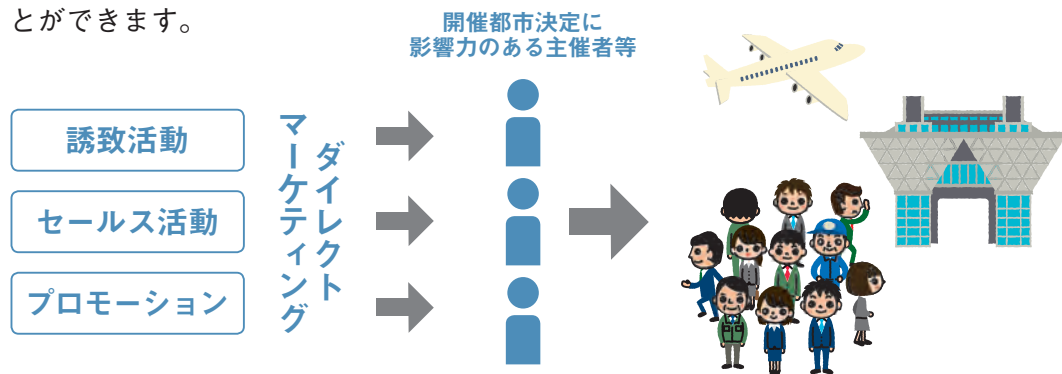 とができます。
開催都市決定に
影響力のある主催者等
誘致活動
セールス活動
プロモーション
ダイレクト
マーケティング